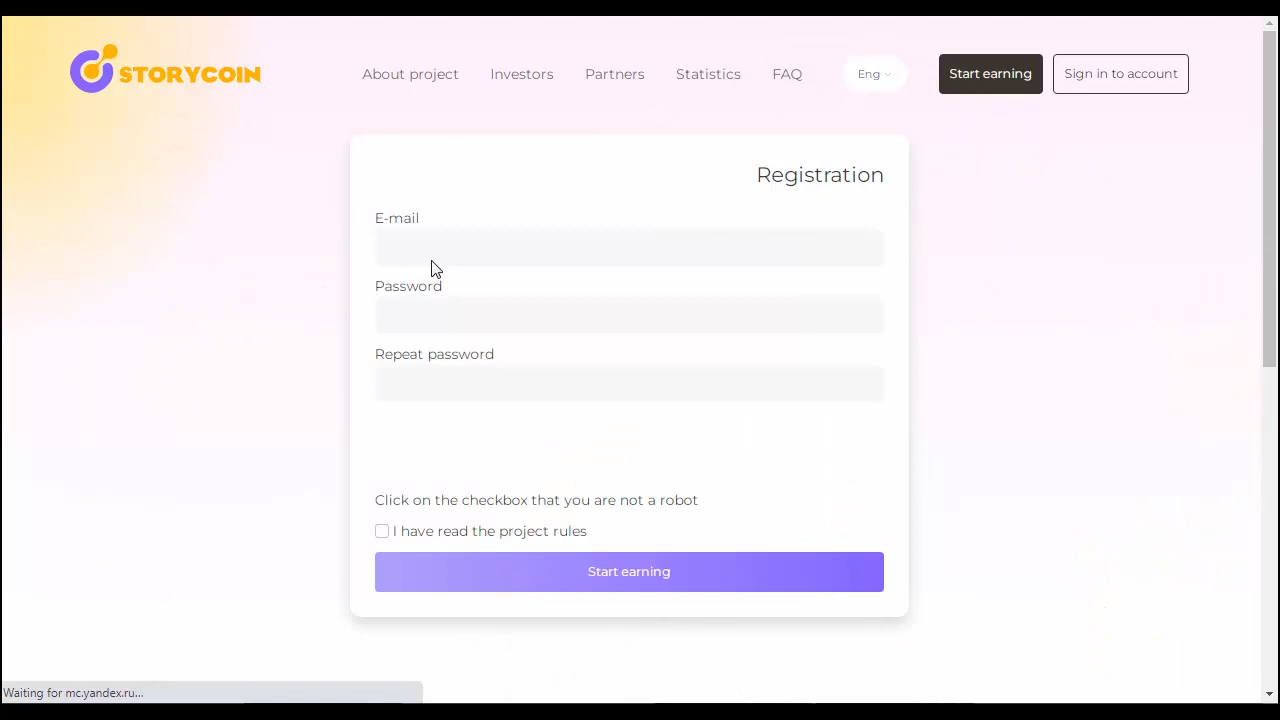 STORYCOIN
About project
Investors
Partners
Statistics
FAQ
Eng
Start earning
Sign in to account
Registration
E-mail
Password
Repeat password
Click on the checkbox that you are not a robot
I have read the project rules
Start earning
Waiting for mc.yandex.ru...